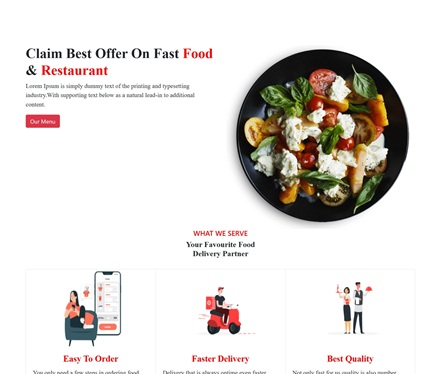 Claim Best Offer On Fast Food
& Restaurant
Lorem Ipsum is simply dummy text of the printing and typesetting
industry.With supporting text below as a natural lead-in to additional
content.
Our Menu
WHAT WE SERVE
Your Favourite Food
Delivery Partner
Easy To Order
Faster Delivery
Best Quality
You only need a few steps in ordering food
Delivery that is always ontime even faster
Not only fast for us quality is also number